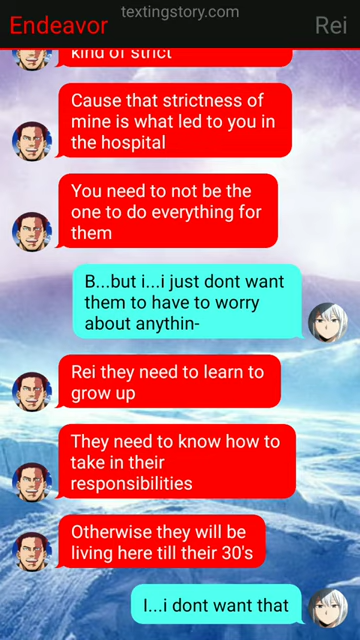 textingstory.com
Endeavor
Rei
kind of strict
Cause that strictness of
mine is what led to you in
the hospital
You need to not be the
one to do everything for
them
B...but i...i just dont want
them to have to worry
about anythin-
Rei they need to learn to
grow up
They need to know how to
take in their
responsibilities
Otherwise they will be
living here till their 30's
I...i dont want that